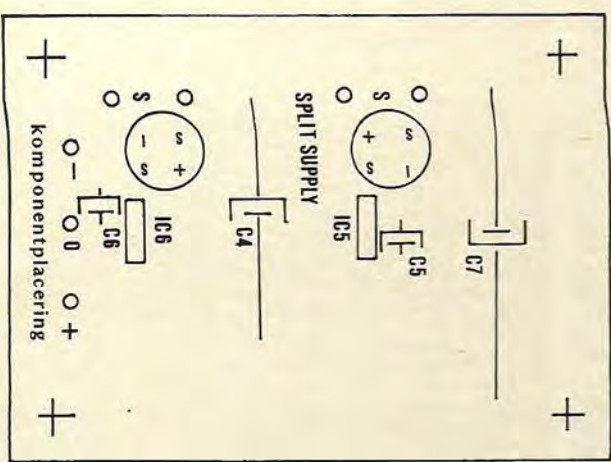 C7
S –
S
+ S
C5
IC5
SPLIT SUPPLY
C4
S +
S
– S
IC6
C6
– 0 +
komponentplacering